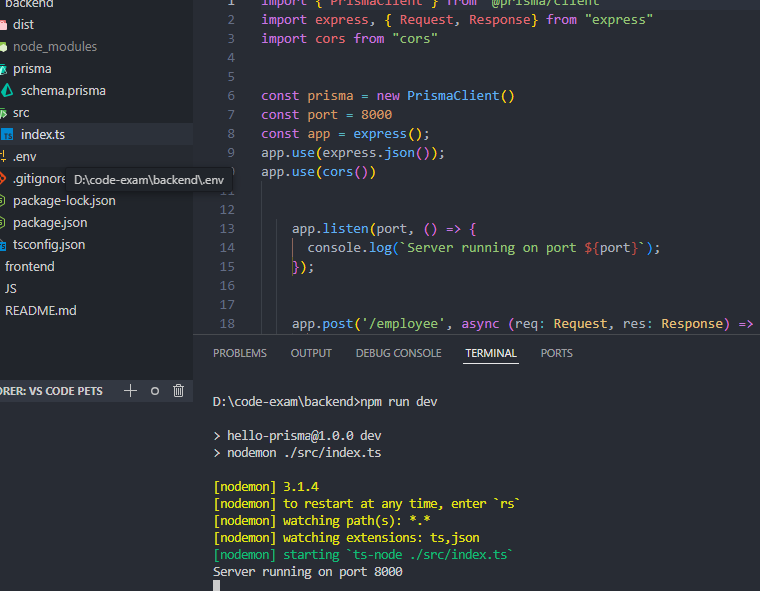 backend
dist
node_modules
prisma
schema.prisma
src
TS index.ts
.env
.gitignore
D:\code-exam\backend\.env
package-lock.json
package.json
tsconfig.json
frontend
JS
README.md
ORER: VS CODE PETS
1 import { PrismaClient } from "@prisma/client"
2 import express, { Request, Response} from "express"
3 import cors from "cors"
4
5
6 const prisma = new PrismaClient()
7 const port = 8000
8 const app = express();
9 app.use(express.json());
app.use(cors())
11
12
13 app.listen(port, () => {
14 console.log(`Server running on port ${port}`);
15 });
16
17
18 app.post('/employee', async (req: Request, res: Response) =>
PROBLEMS OUTPUT DEBUG CONSOLE TERMINAL PORTS
D:\code-exam\backend>npm run dev
> hello-prisma@1.0.0 dev
> nodemon ./src/index.ts
[nodemon] 3.1.4
[nodemon] to restart at any time, enter `rs`
[nodemon] watching path(s): *.*
[nodemon] watching extensions: ts,json
[nodemon] starting `ts-node ./src/index.ts`
Server running on port 8000